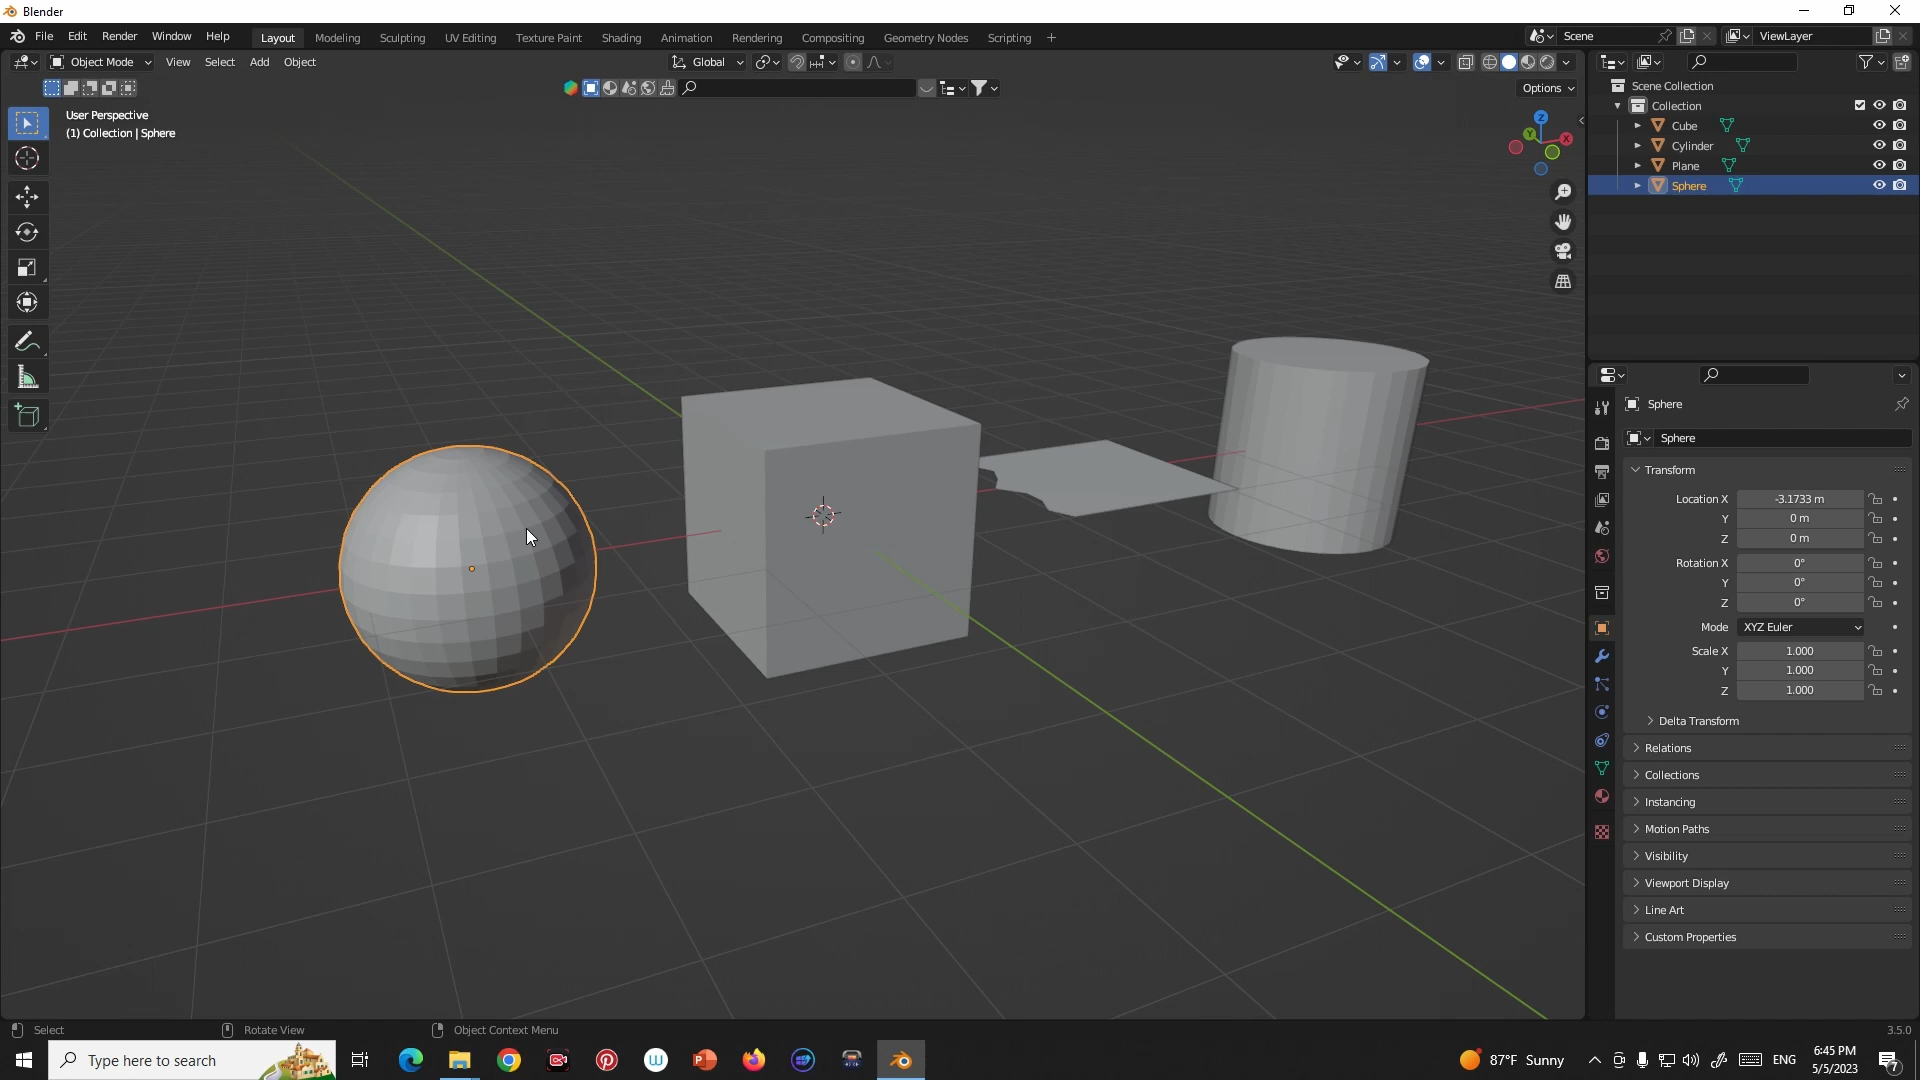 Blender
File Edit Render Window Help Layout Modeling Sculpting UV Editing Texture Paint Shading Animation Rendering Compositing Geometry Nodes Scripting + Scene ViewLayer
Object Mode View Select Add Object Global
Options
User Perspective
(1) Collection | Sphere
Z
Y
X
Scene Collection
Collection
Cube
Cylinder
Plane
Sphere
Sphere
Sphere
Transform
Location X -3.1733 m
Y 0 m
Z 0 m
Rotation X 0°
Y 0°
Z 0°
Mode XYZ Euler
Scale X 1.000
Y 1.000
Z 1.000
Delta Transform
Relations
Collections
Instancing
Motion Paths
Visibility
Viewport Display
Line Art
Custom Properties
Select Rotate View Object Context Menu 3.5.0
Type here to search
87°F Sunny
ENG
6:45 PM
5/5/2023
7